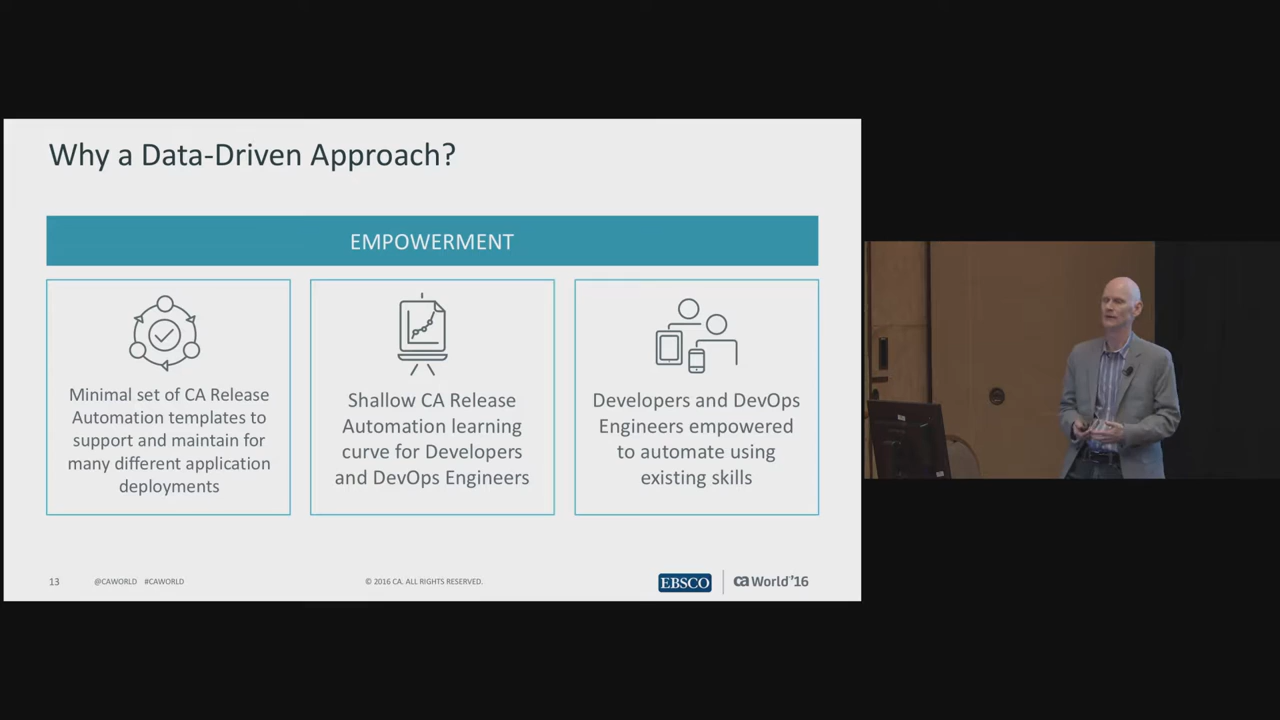 Why a Data-Driven Approach?
EMPOWERMENT
Minimal set of CA Release
Automation templates to
support and maintain for
many different application
deployments
Shallow CA Release
Automation learning
curve for Developers
and DevOps Engineers
Developers and DevOps
Engineers empowered
to automate using
existing skills
13 @CAWORLD #CAWORLD © 2016 CA. ALL RIGHTS RESERVED. EBSCO ca World'16